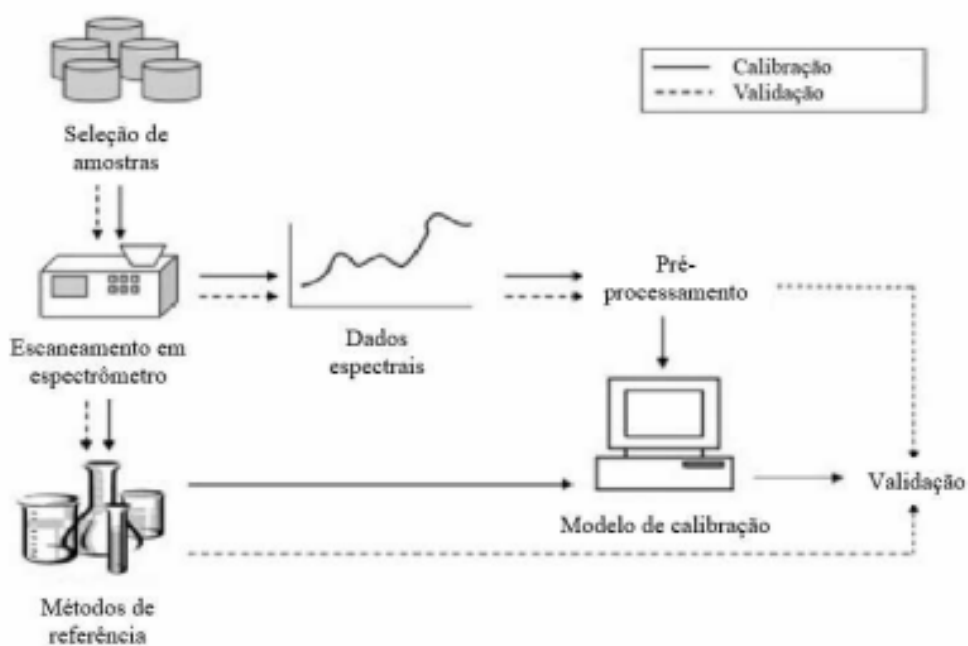 Calibração
Validação
Seleção de
amostras
Pré-
processamento
Dados
espectrais
Escaneamento em
espectrômetro
Validação
Modelo de calibração
Métodos de
referência